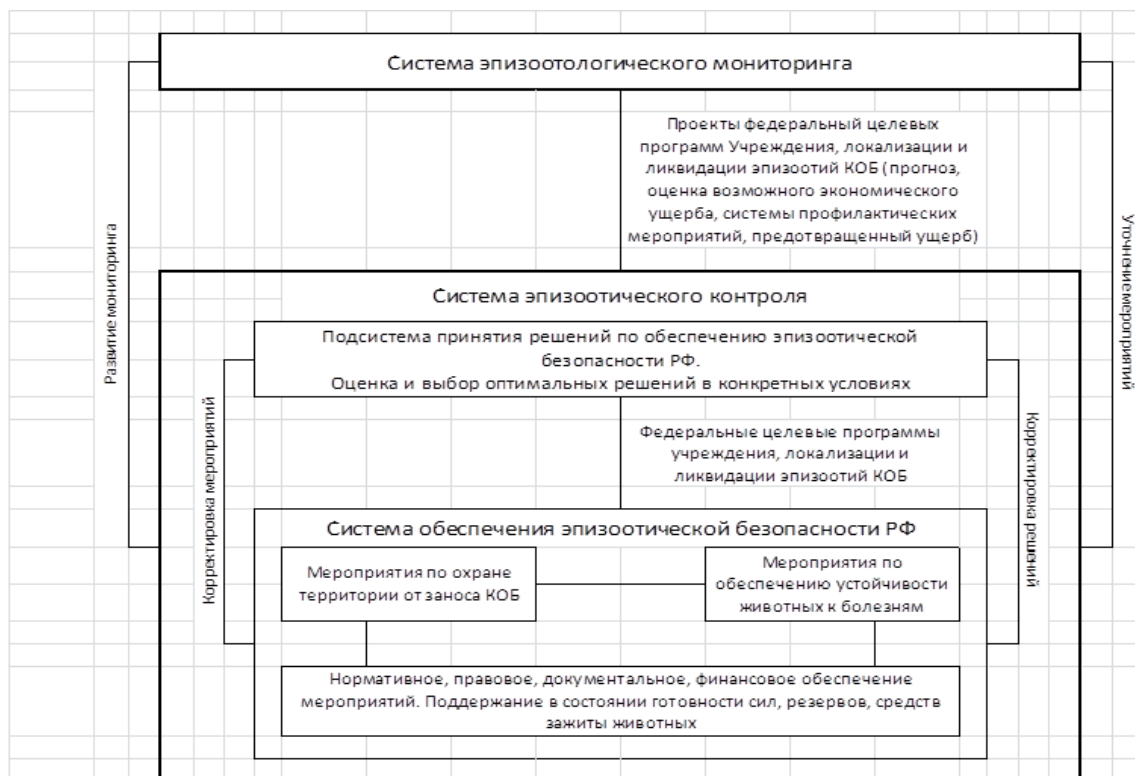 Система эпизоотологического мониторинга
Проекты федеральный целевых
программ Учреждения, локализации и
ликвидации эпизоотий КОБ (прогноз,
оценка возможного экономического
ущерба, системы профилактических
мероприятий, предотвращенный ущерб)
Развитие мониторинга
Уточнение мероприятий
Система эпизоотического контроля
Подсистема принятия решений по обеспечению эпизоотической
безопасности РФ.
Оценка и выбор оптимальных решений в конкретных условиях
Корректировка мероприятий
Корректировка решений
Федеральные целевые программы
учреждения, локализации и
ликвидации эпизоотий КОБ
Система обеспечения эпизоотической безопасности РФ
Мероприятия по охране
территории от заноса КОБ
Мероприятия по
обеспечению устойчивости
животных к болезням
Нормативное, правовое, документальное, финансовое обеспечение
мероприятий. Поддержание в состоянии готовности сил, резервов, средств
зажиты животных